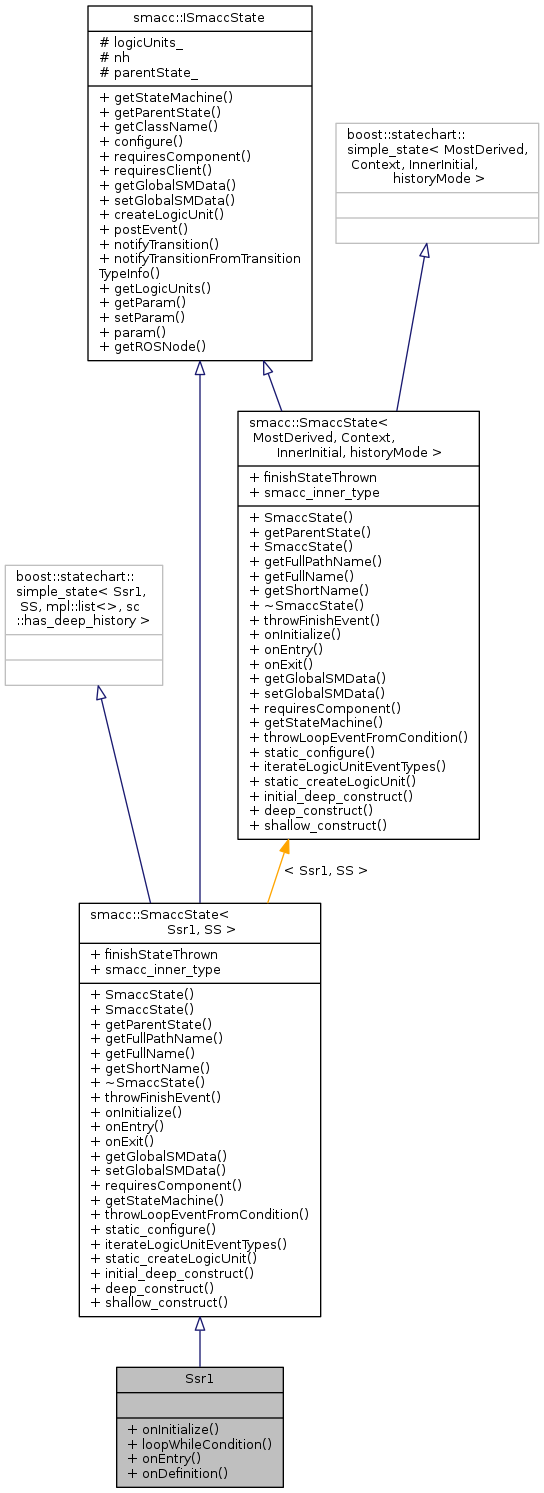 smacc::ISmaccState
# logicUnits_
# nh
# parentState_
+ getStateMachine()
+ getParentState()
+ getClassName()
+ configure()
+ requiresComponent()
+ requiresClient()
+ getGlobalSMData()
+ setGlobalSMData()
+ createLogicUnit()
+ postEvent()
+ notifyTransition()
+ notifyTransitionFromTransition
TypeInfo()
+ getLogicUnits()
+ getParam()
+ setParam()
+ param()
+ getROSNode()
boost::statechart::
simple_state< MostDerived,
Context, InnerInitial,
historyMode >
smacc::SmaccState<
MostDerived, Context,
InnerInitial, historyMode >
+ finishStateThrown
+ smacc_inner_type
+ SmaccState()
+ getParentState()
+ SmaccState()
+ getFullPathName()
+ getFullName()
+ getShortName()
+ ~SmaccState()
+ throwFinishEvent()
+ onInitialize()
+ onEntry()
+ onExit()
+ getGlobalSMData()
+ setGlobalSMData()
+ requiresComponent()
+ getStateMachine()
+ throwLoopEventFromCondition()
+ static_configure()
+ iterateLogicUnitEventTypes()
+ static_createLogicUnit()
+ initial_deep_construct()
+ deep_construct()
+ shallow_construct()
boost::statechart::
simple_state< Ssr1,
SS, mpl::list<>, sc
::has_deep_history >
< Ssr1, SS >
smacc::SmaccState<
Ssr1, SS >
+ finishStateThrown
+ smacc_inner_type
+ SmaccState()
+ SmaccState()
+ getParentState()
+ getFullPathName()
+ getFullName()
+ getShortName()
+ ~SmaccState()
+ throwFinishEvent()
+ onInitialize()
+ onEntry()
+ onExit()
+ getGlobalSMData()
+ setGlobalSMData()
+ requiresComponent()
+ getStateMachine()
+ throwLoopEventFromCondition()
+ static_configure()
+ iterateLogicUnitEventTypes()
+ static_createLogicUnit()
+ initial_deep_construct()
+ deep_construct()
+ shallow_construct()
Ssr1
+ onInitialize()
+ loopWhileCondition()
+ onEntry()
+ onDefinition()